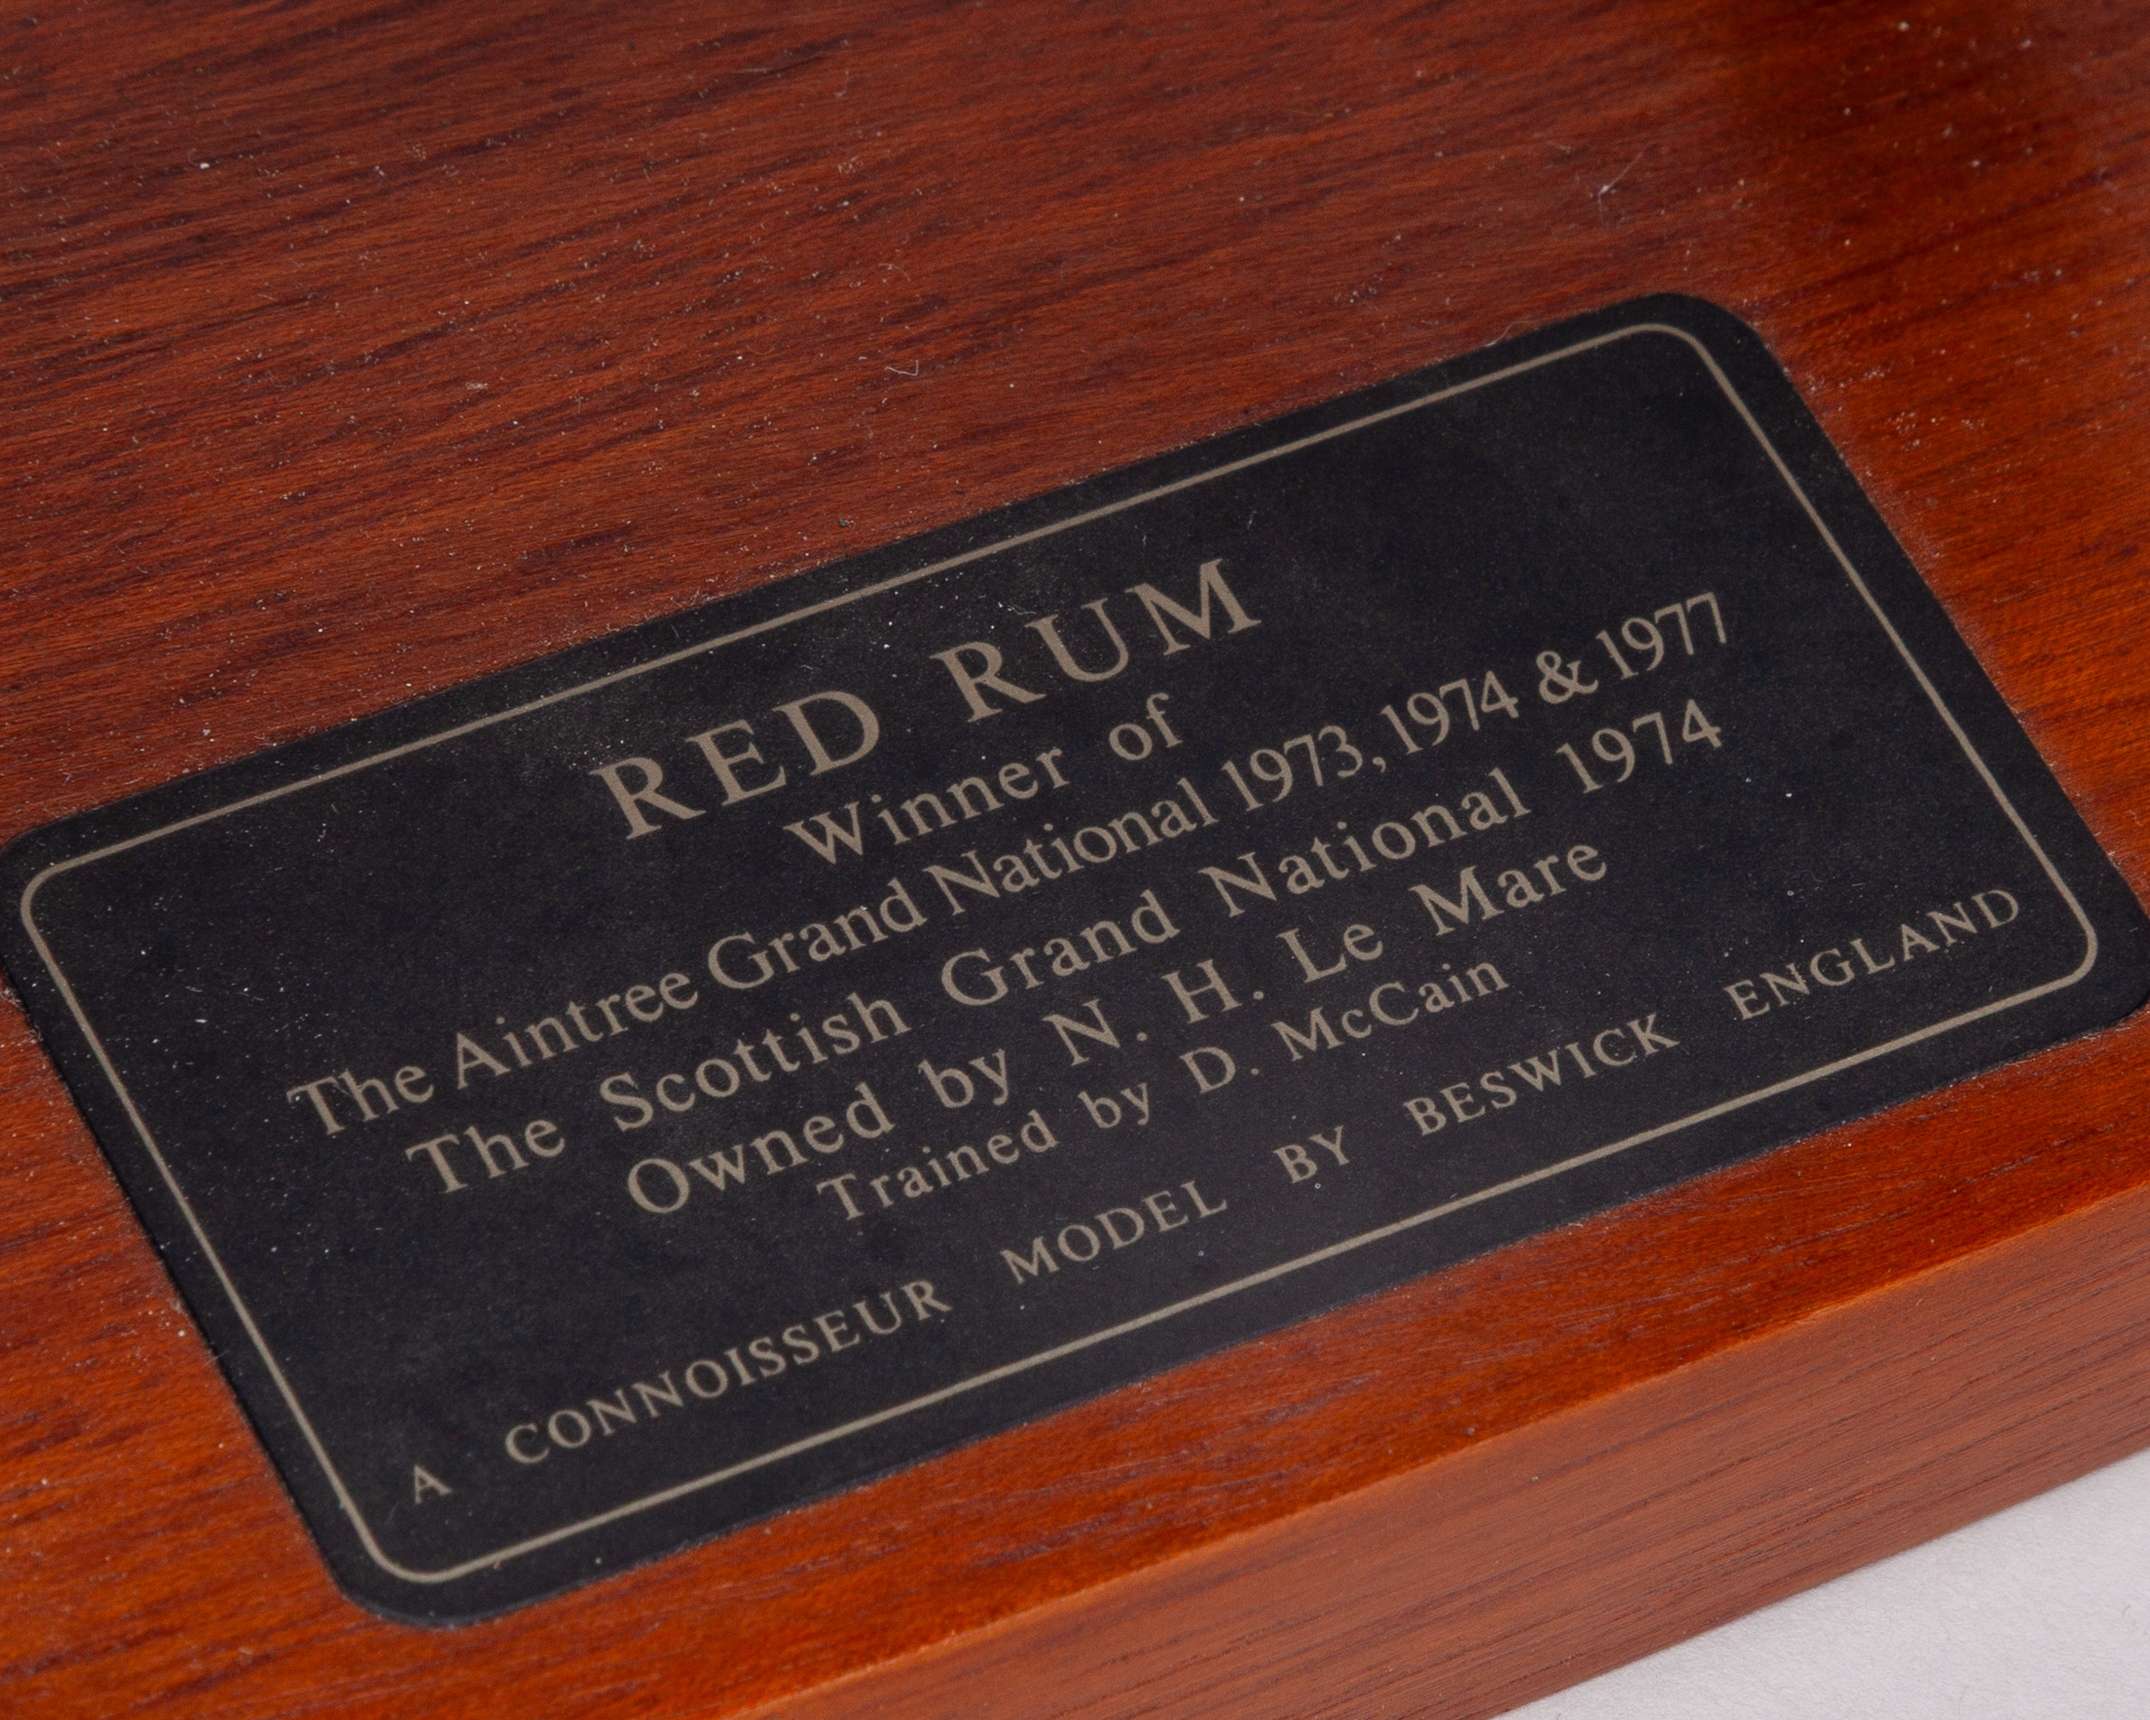 RED RUM
Winner of
The Aintree Grand National 1973, 1974 & 1977
The Scottish Grand National 1974
Owned by N. H. Le Mare
Trained by D. McCain
A CONNOISSEUR MODEL BY BESWICK ENGLAND